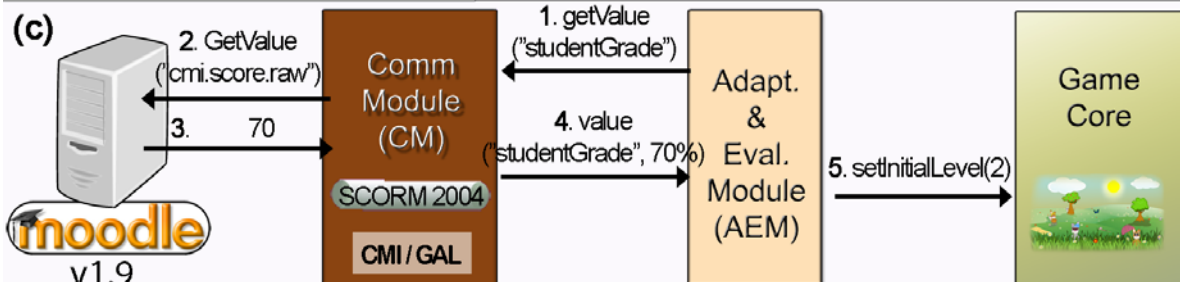 (c)
2. GetValue
("cmi.score.raw")
3. 70
moodle
v1.9
Comm
Module
(CM)
SCORM 2004
CMI / GAL
1. getValue
("studentGrade")
4. value
("studentGrade", 70%)
Adapt.
&
Eval.
Module
(AEM)
5. setInitialLevel(2)
Game
Core